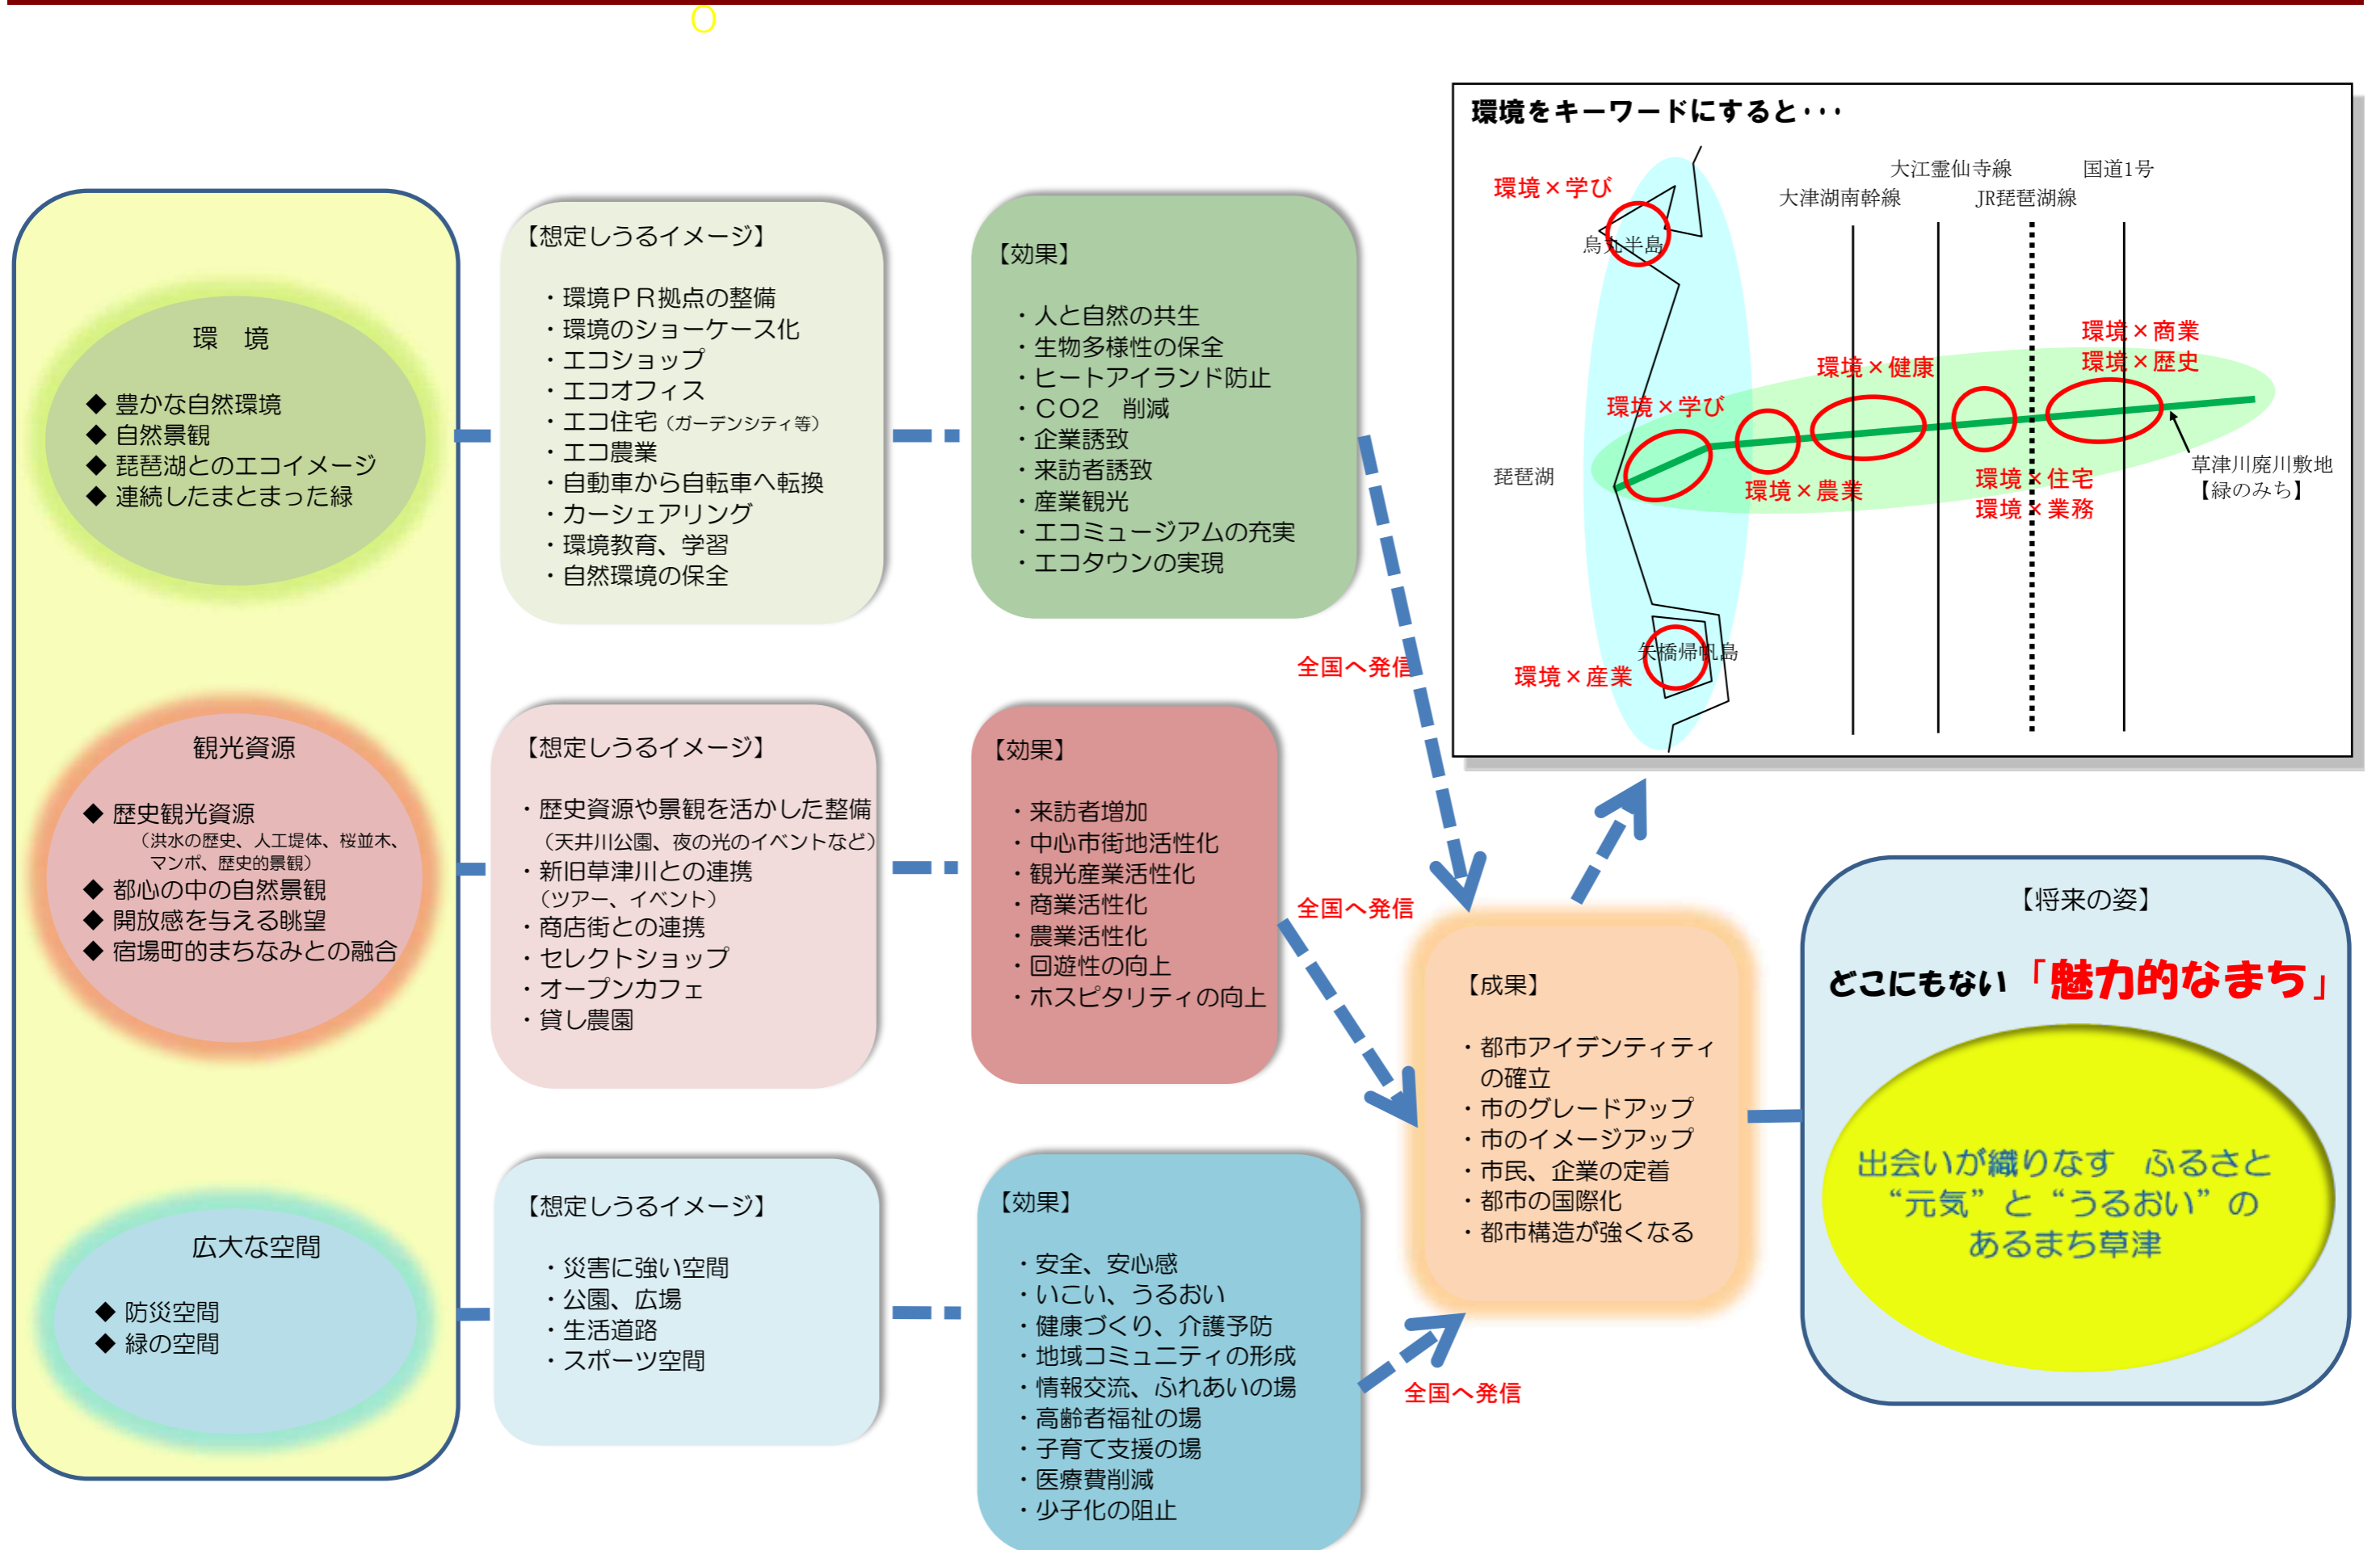 環　境
◆ 豊かな自然環境
◆ 自然景観
◆ 琵琶湖とのエコイメージ
◆ 連続したまとまった緑
【想定しうるイメージ】
・環境ＰＲ拠点の整備
・環境のショーケース化
・エコショップ
・エコオフィス
・エコ住宅（ガーデンシティ等）
・エコ農業
・自動車から自転車へ転換
・カーシェアリング
・環境教育、学習
・自然環境の保全
【効果】
・人と自然の共生
・生物多様性の保全
・ヒートアイランド防止
・ＣＯ２　削減
・企業誘致
・来訪者誘致
・産業観光
・エコミュージアムの充実
・エコタウンの実現
全国へ発信
観光資源
◆ 歴史観光資源
（洪水の歴史、人工堤体、桜並木、
マンポ、歴史的景観）
◆ 都心の中の自然景観
◆ 開放感を与える眺望
◆ 宿場町的まちなみとの融合
【想定しうるイメージ】
・歴史資源や景観を活かした整備
（天井川公園、夜の光のイベントなど）
・新旧草津川との連携
（ツアー、イベント）
・商店街との連携
・セレクトショップ
・オープンカフェ
・貸し農園
【効果】
・来訪者増加
・中心市街地活性化
・観光産業活性化
・商業活性化
・農業活性化
・回遊性の向上
・ホスピタリティの向上
全国へ発信
広大な空間
◆ 防災空間
◆ 緑の空間
【想定しうるイメージ】
・災害に強い空間
・公園、広場
・生活道路
・スポーツ空間
【効果】
・安全、安心感
・いこい、うるおい
・健康づくり、介護予防
・地域コミュニティの形成
・情報交流、ふれあいの場
・高齢者福祉の場
・子育て支援の場
・医療費削減
・少子化の阻止
全国へ発信
【成果】
・都市アイデンティティ
の確立
・市のグレードアップ
・市のイメージアップ
・市民、企業の定着
・都市の国際化
・都市構造が強くなる
環境をキーワードにすると・・・
大江霊仙寺線
国道1号
大津湖南幹線
JR琵琶湖線
環境×学び
烏丸半島
環境×商業
環境×歴史
環境×健康
環境×学び
琵琶湖
環境×農業
環境×住宅
環境×業務
草津川廃川敷地
【緑のみち】
矢橋帰帆島
環境×産業
【将来の姿】
どこにもない「魅力的なまち」
出会いが織りなす　ふるさと
“元気”と“うるおい”の
あるまち草津